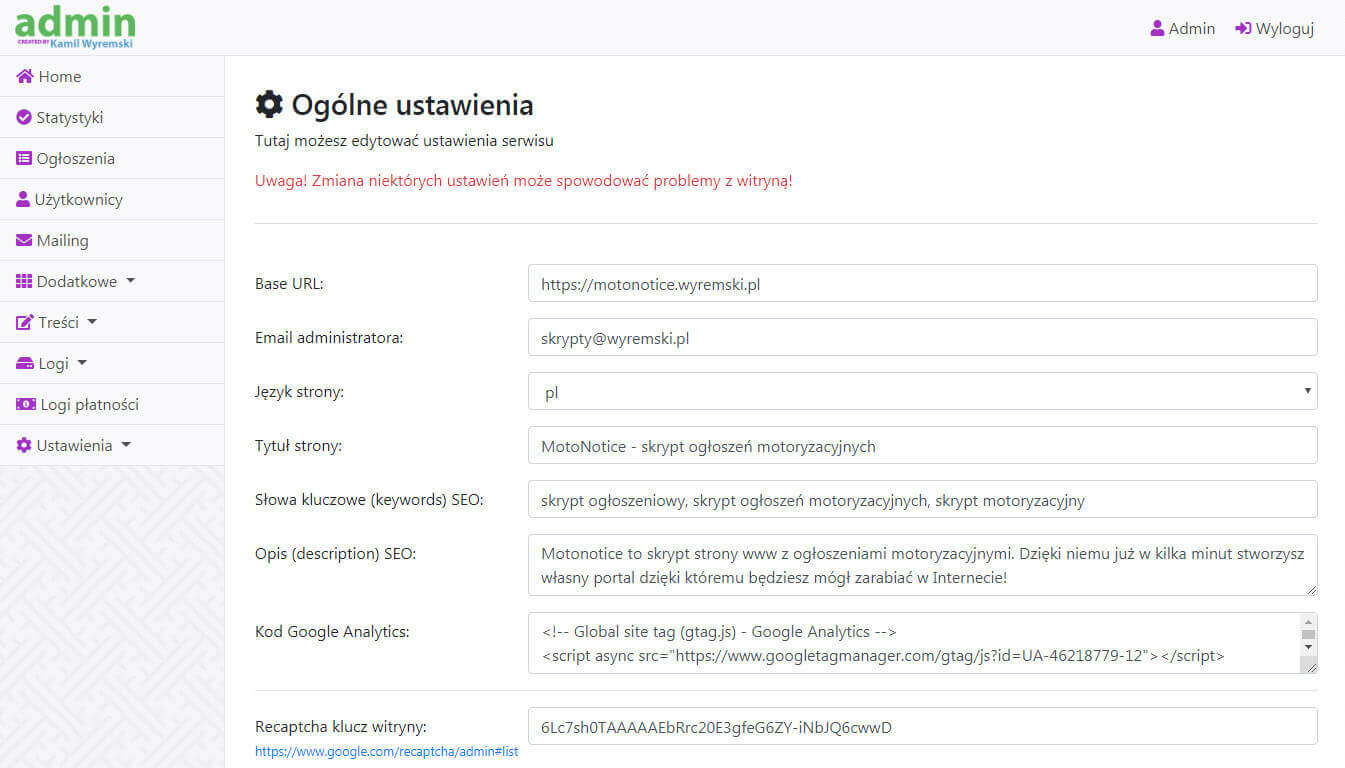 admin
CREATED BY Kamil Wyremski
Admin
Wyloguj
Home
Statystyki
Ogłoszenia
Użytkownicy
Mailing
Dodatkowe
Treści
Logi
Logi płatności
Ustawienia
Ogólne ustawienia
Tutaj możesz edytować ustawienia serwisu
Uwaga! Zmiana niektórych ustawień może spowodować problemy z witryną!
Base URL:
https://motonotice.wyremski.pl
Email administratora:
skrypty@wyremski.pl
Język strony:
pl
Tytuł strony:
MotoNotice - skrypt ogłoszeń motoryzacyjnych
Słowa kluczowe (keywords) SEO:
skrypt ogłoszeniowy, skrypt ogłoszeń motoryzacyjnych, skrypt motoryzacyjny
Opis (description) SEO:
Motonotice to skrypt strony www z ogłoszeniami motoryzacyjnymi. Dzięki niemu już w kilka minut stworzysz
własny portal dzięki któremu będziesz mógł zarabiać w Internecie!
Kod Google Analytics:
<!-- Global site tag (gtag.js) - Google Analytics -->
<script async src="https://www.googletagmanager.com/gtag/js?id=UA-46218779-12"></script>
Recaptcha klucz witryny:
6Lc7sh0TAAAAAEbRrc20E3gfeG6ZY-iNbJQ6cwwD
https://www.google.com/recaptcha/admin#list